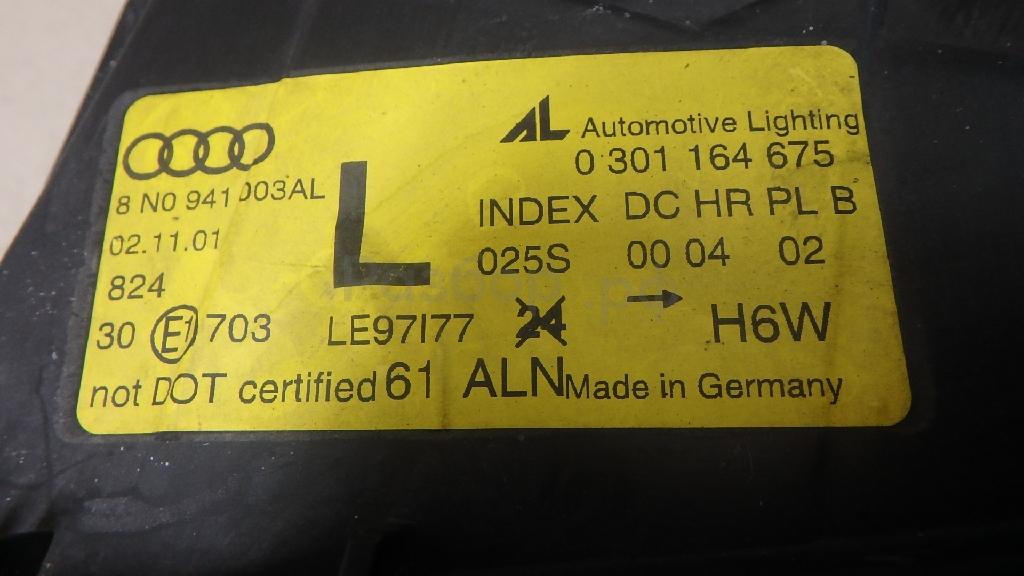 AL Automotive Lighting
0 301 164 675
8 N0 941 003AL
L
INDEX DC HR PL B
02.11.01
025S 00 04 02
824
30 E1 703 LE97I77 24 → H6W
not DOT certified 61 ALN Made in Germany